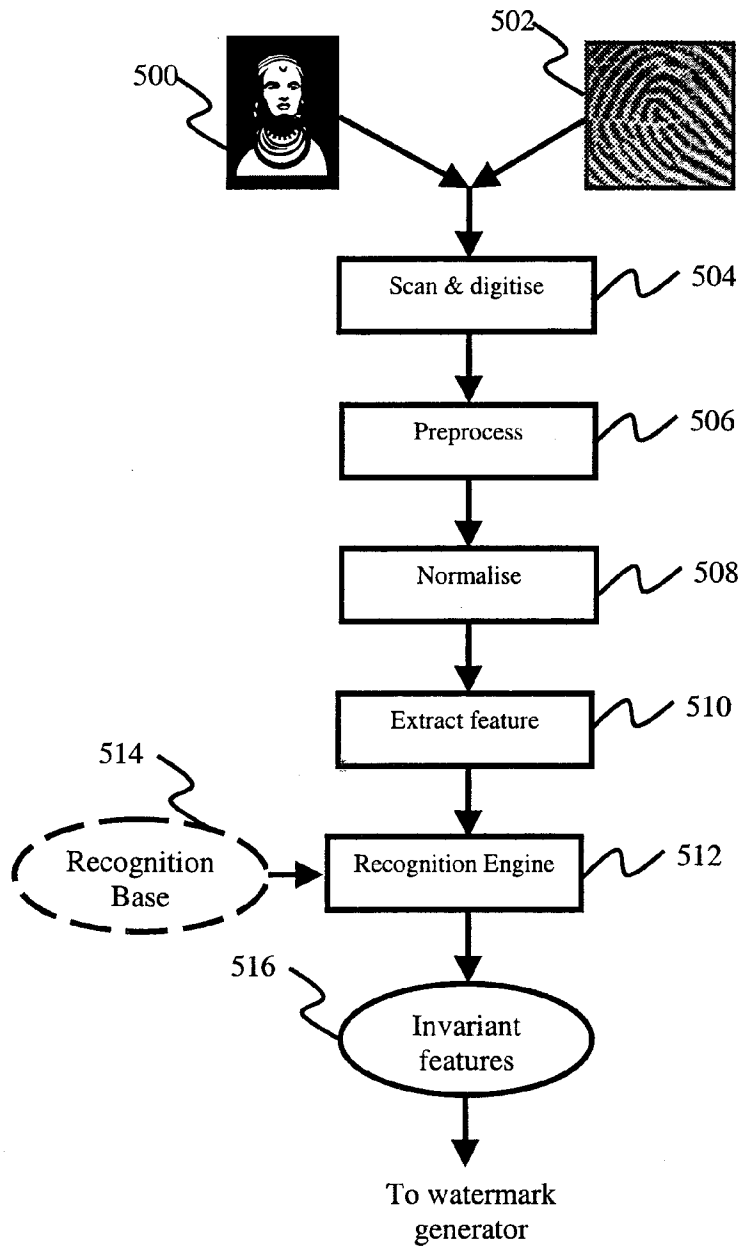 502
500
Scan & digitise
504
Preprocess
506
Normalise
508
Extract feature
510
514
Recognition
Base
Recognition Engine
512
516
Invariant
features
To watermark
generator